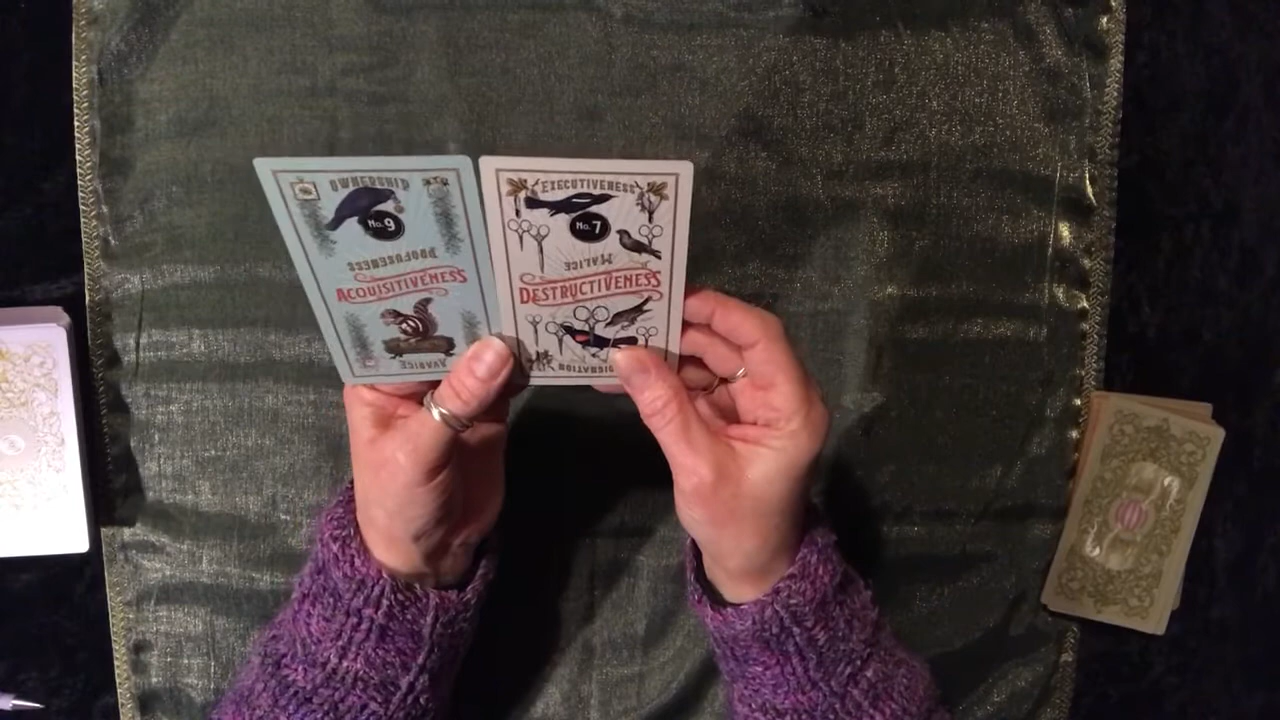 OWNERSHIP
No. 9
PROFUSENESS
ACQUISITIVENESS
AVARICE
EXECUTIVENESS
No. 7
MALICE
DESTRUCTIVENESS